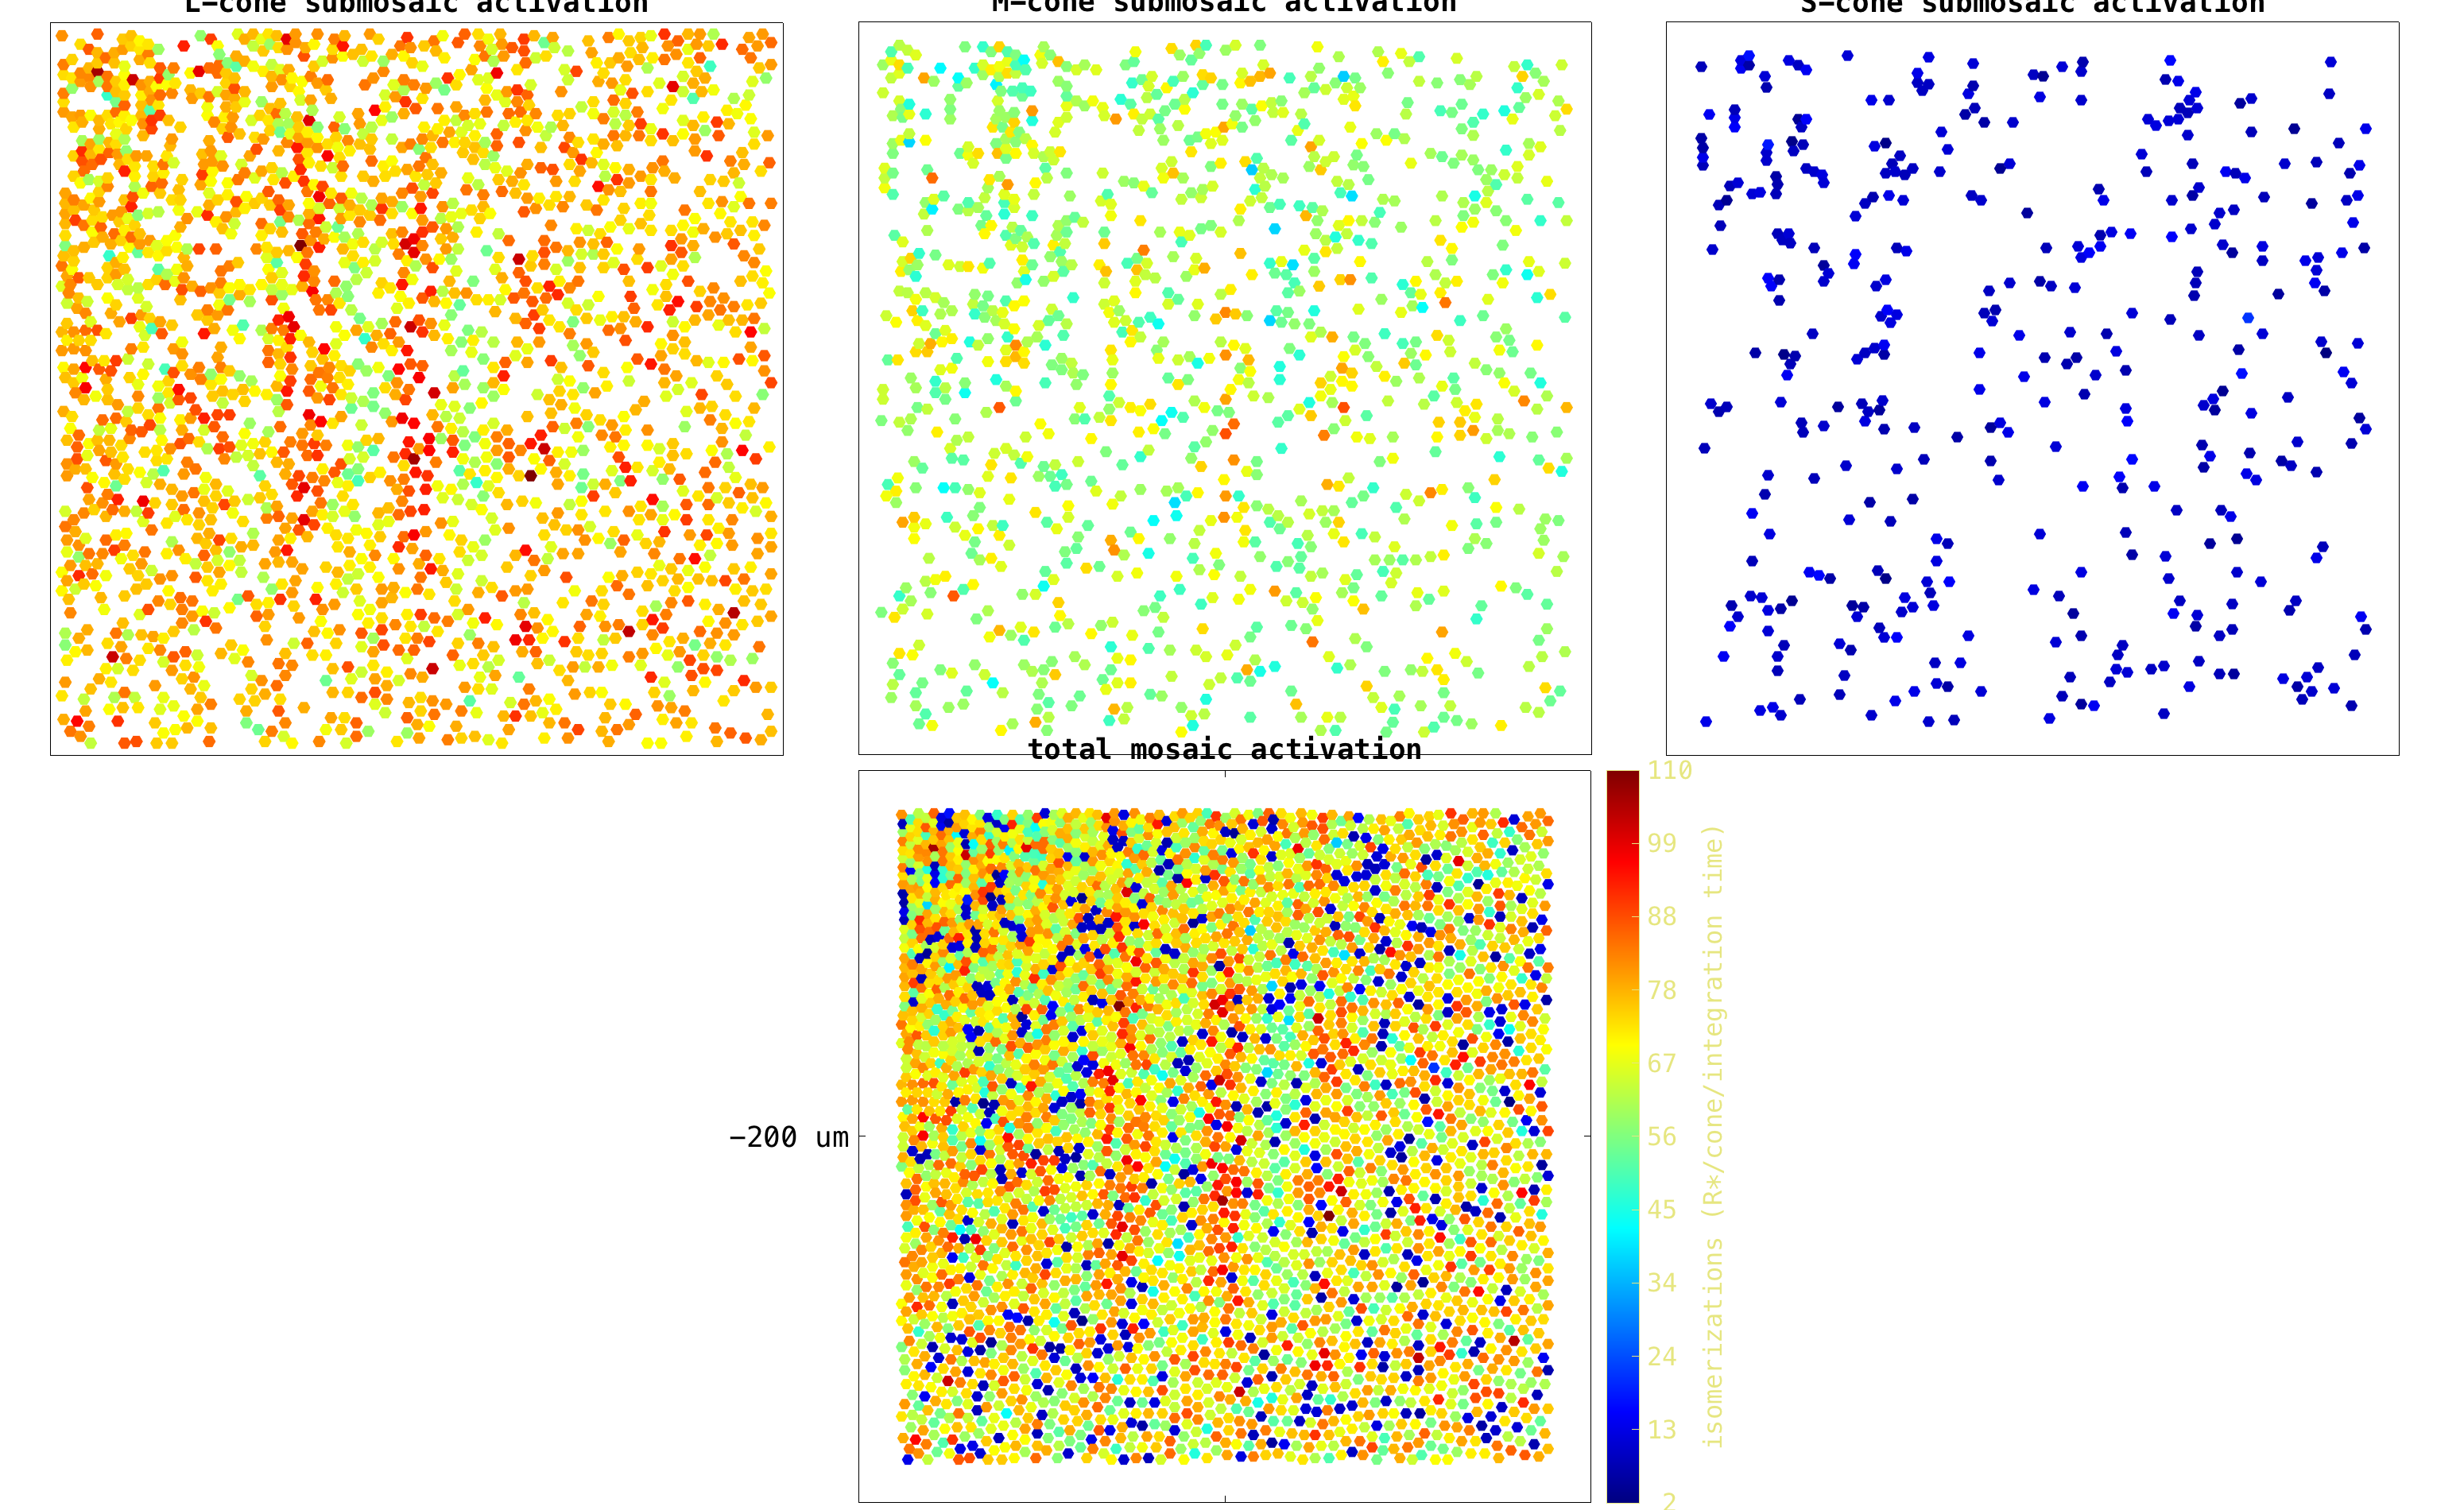 L−cone submosaic activation
M−cone submosaic activation
S−cone submosaic activation
total mosaic activation
−200 um
110
99
88
78
67
56
45
34
24
13
2
isomerizations (R*/cone/integration time)